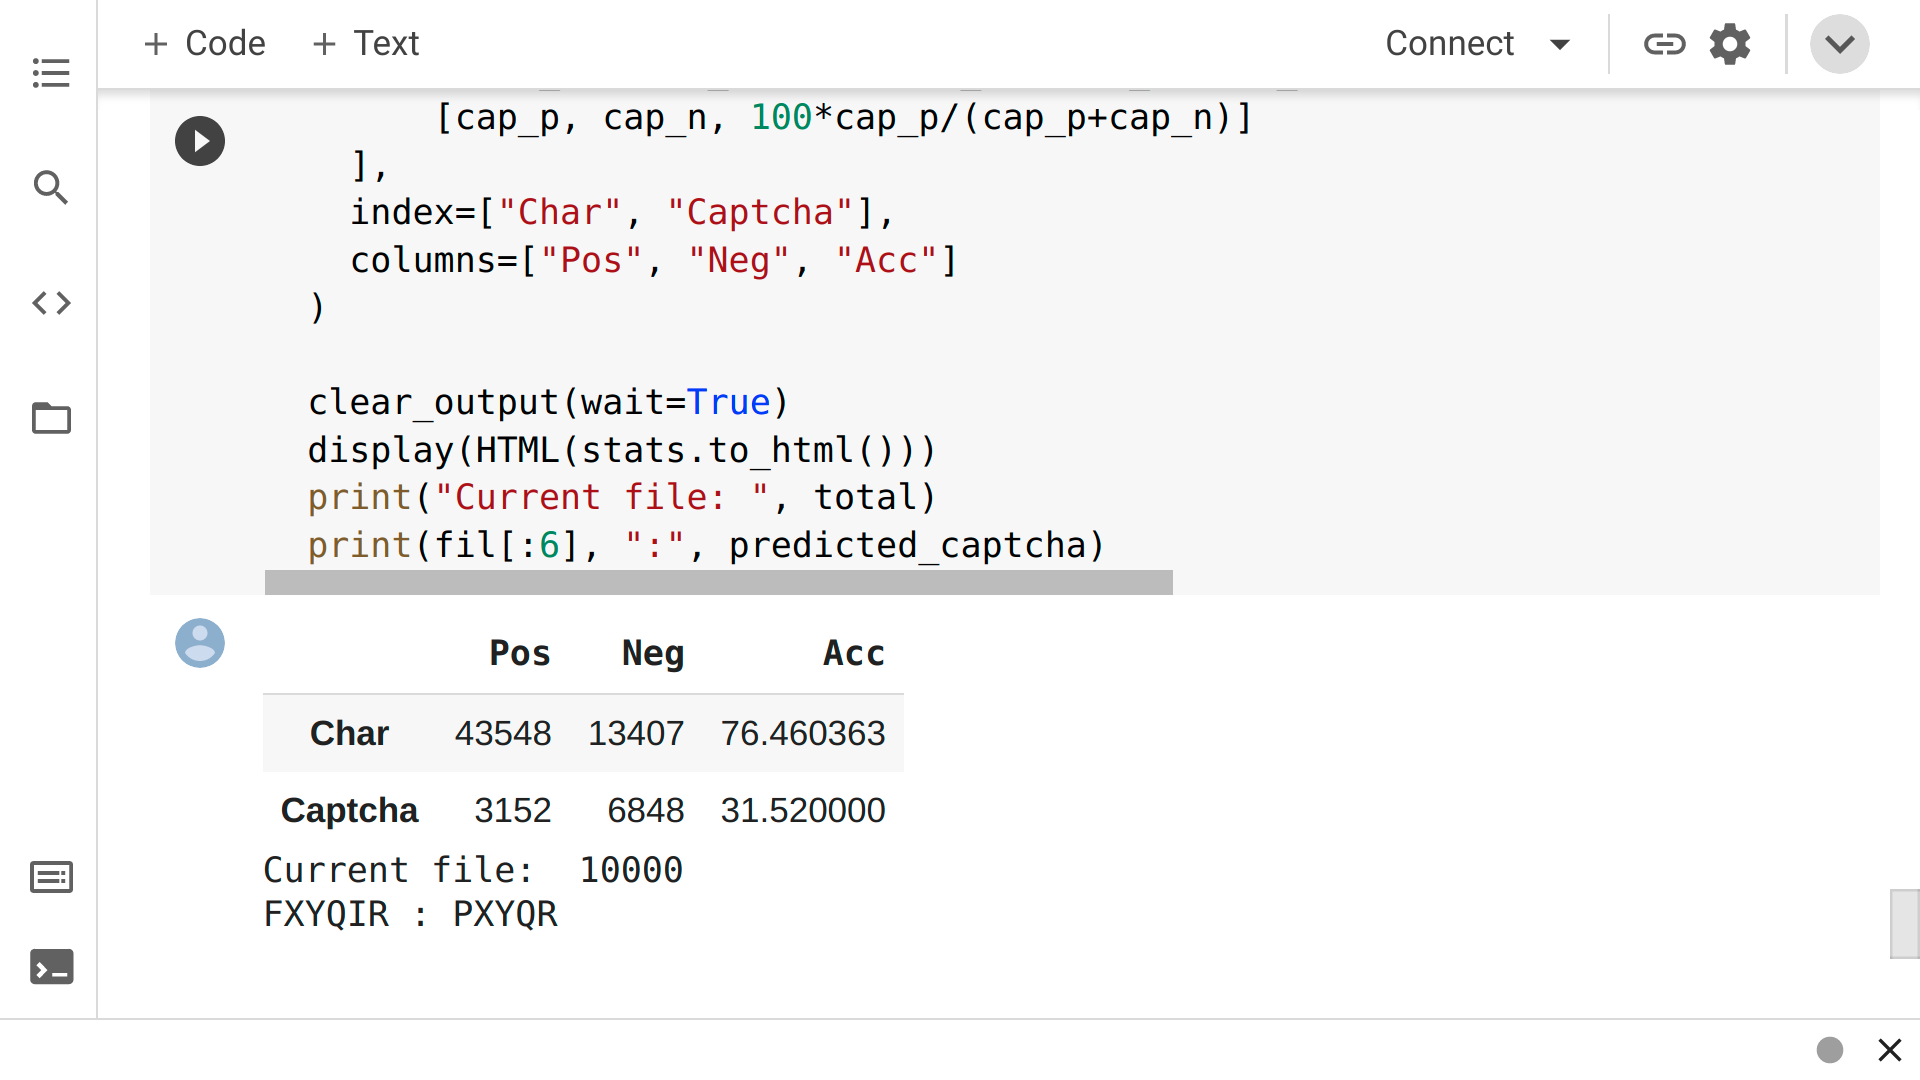 + Code + Text Connect
[cap_p, cap_n, 100*cap_p/(cap_p+cap_n)]
],
index=["Char", "Captcha"],
columns=["Pos", "Neg", "Acc"]
)
clear_output(wait=True)
display(HTML(stats.to_html()))
print("Current file: ", total)
print(fil[:6], ":", predicted_captcha)
Pos Neg Acc
Char 43548 13407 76.460363
Captcha 3152 6848 31.520000
Current file:  10000
FXYQIR : PXYQR